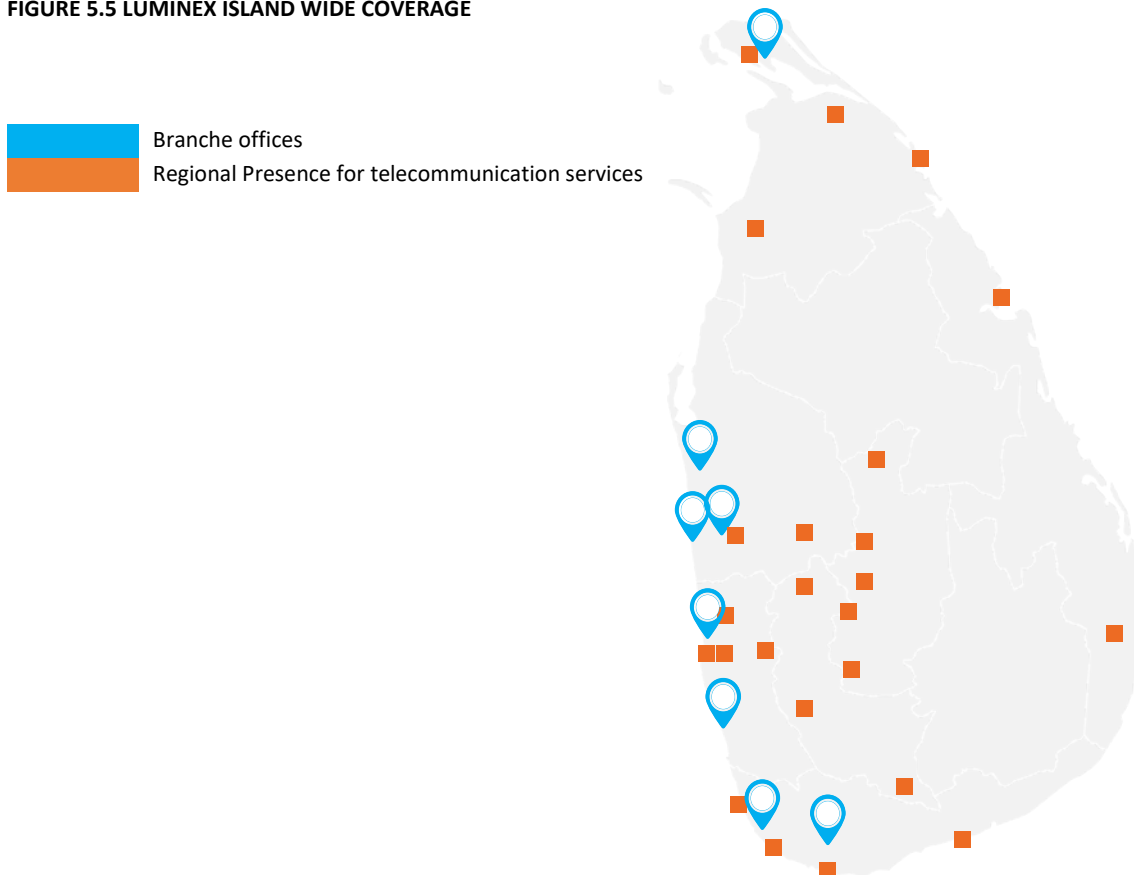 FIGURE 5.5 LUMINEX ISLAND WIDE COVERAGE
Branche offices
Regional Presence for telecommunication services